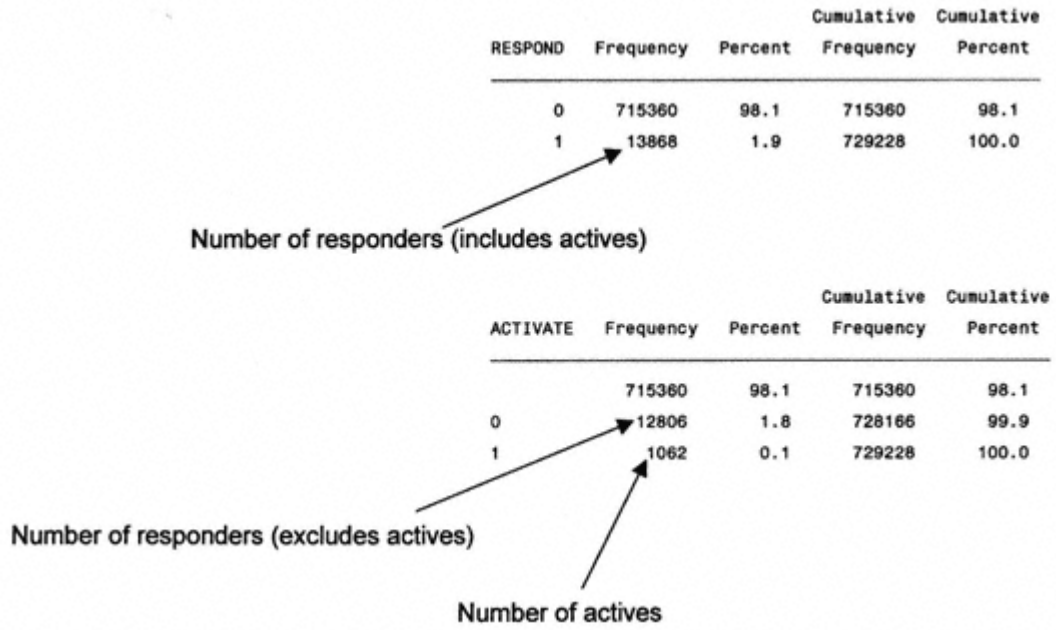 Cumulative Cumulative
RESPOND Frequency Percent Frequency Percent
0 715360 98.1 715360 98.1
1 13868 1.9 729228 100.0
Number of responders (includes actives)
Cumulative Cumulative
ACTIVATE Frequency Percent Frequency Percent
715360 98.1 715360 98.1
0 12806 1.8 728166 99.9
1 1062 0.1 729228 100.0
Number of responders (excludes actives)
Number of actives